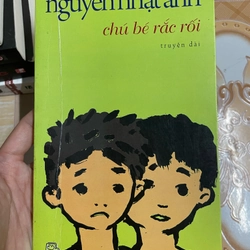 nguyễn nhật ánh
chú bé rắc rối
truyện dài